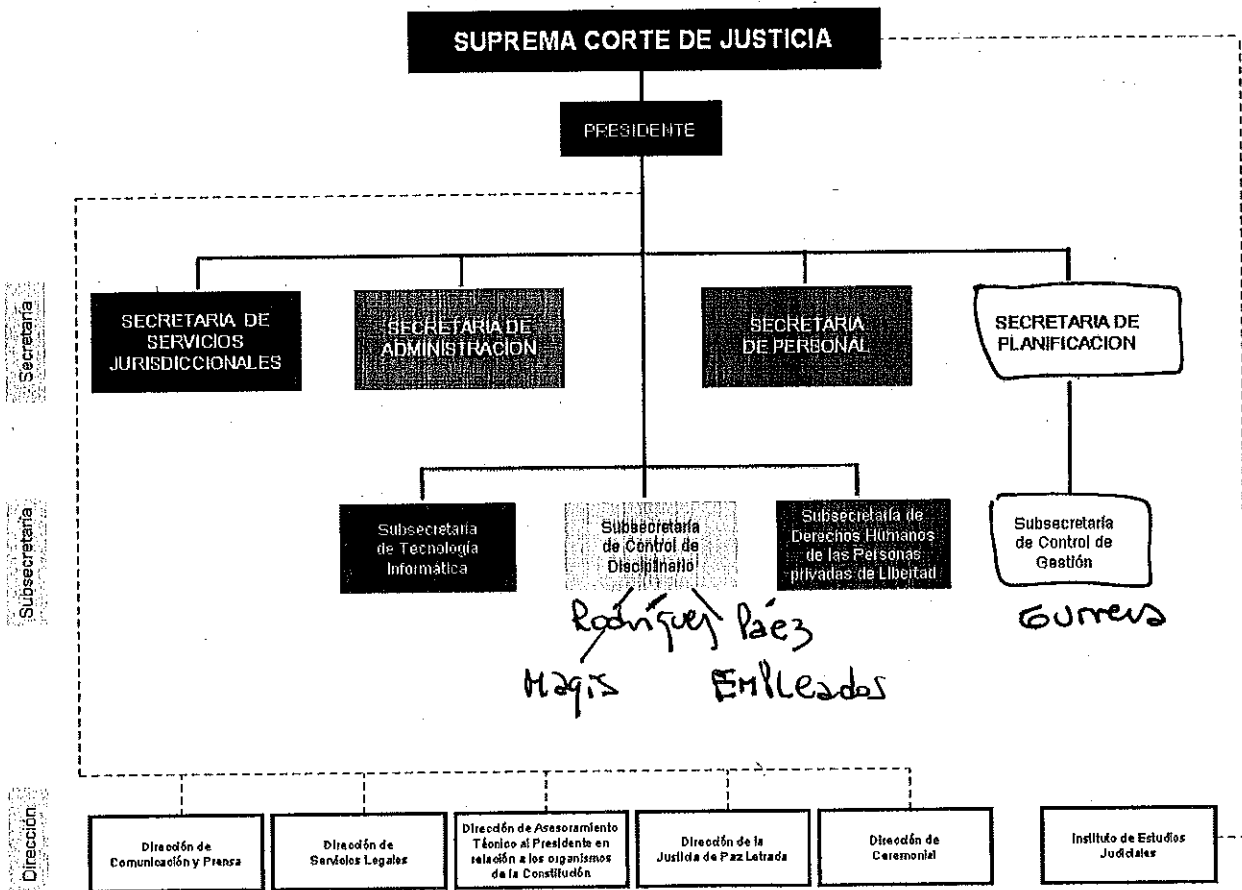 SUPREMA CORTE DE JUSTICIA
PRESIDENTE
Secretaría
SECRETARIA DE
SERVICIOS
JURISDICCIONALES
SECRETARIA DE
ADMINISTRACION
SECRETARIA
DE PERSONAL
SECRETARIA DE
PLANIFICACION
Subsecretaría
Subsecretaría
de Tecnología
Informática
Subsecretaría
de Control de
Disciplinario
Subsecretaría de
Derechos Humanos
de las Personas
privadas de Libertad
Subsecretaría
de Control de
Gestión
Rodríguez Páez
Magis
EMPleados
Dirección
Dirección de
Comunicación y Prensa
Dirección de
Servicios Legales
Dirección de Asesoramiento
Técnico al Presidente en
relación a los organismos
de la Constitución
Dirección de la
Justicia de Paz Letrada
Dirección de
Ceremonial
Instituto de Estudios
Judiciales